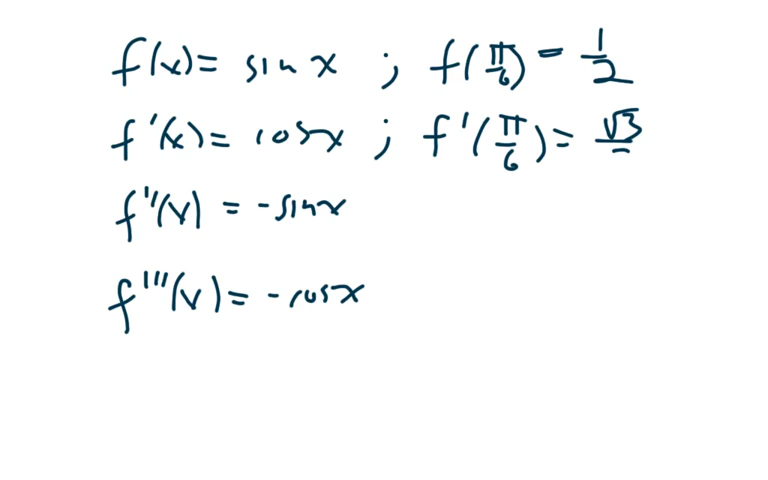 f(x) = sin x ; f(π/6) = 1/2
f'(x) = cos x ; f'(π/6) = √3/
f''(x) = -sin x
f'''(x) = -cos x